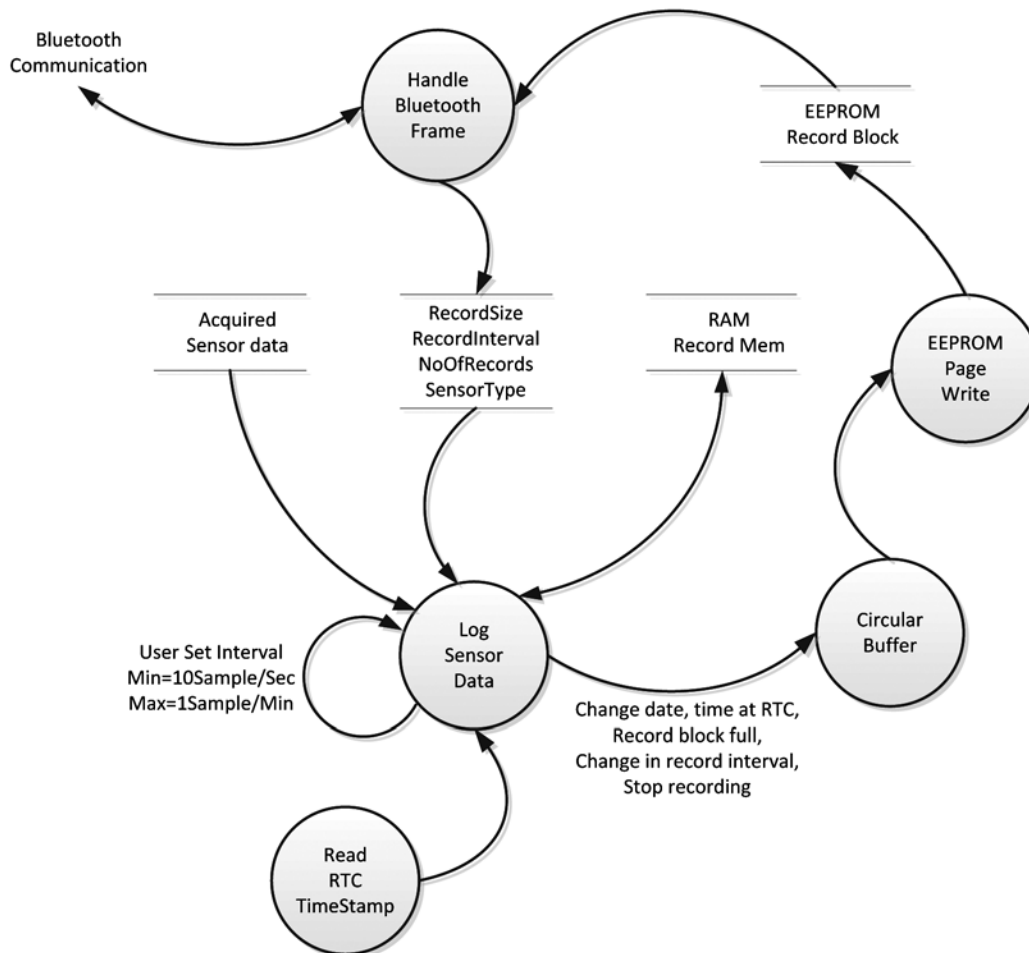 Bluetooth
Communication
Handle
Bluetooth
Frame
EEPROM
Record Block
Acquired
Sensor data
RecordSize
RecordInterval
NoOfRecords
SensorType
RAM
Record Mem
EEPROM
Page
Write
User Set Interval
Min=10Sample/Sec
Max=1Sample/Min
Log
Sensor
Data
Circular
Buffer
Change date, time at RTC,
Record block full,
Change in record interval,
Stop recording
Read
RTC
TimeStamp